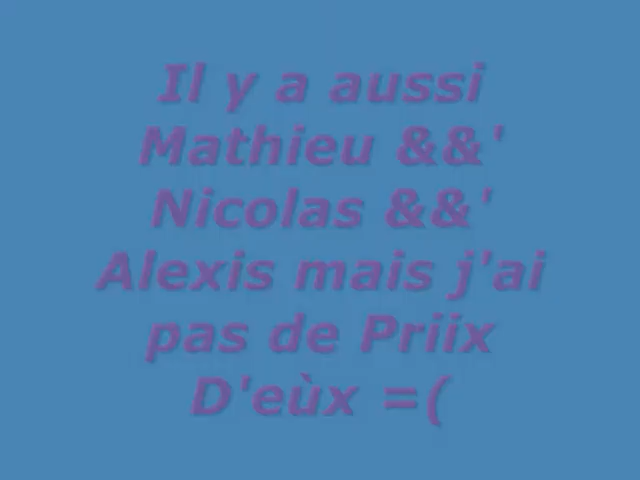 Il y a aussi
Mathieu &&'
Nicolas &&'
Alexis mais j'ai
pas de Priix
D'eùx =(